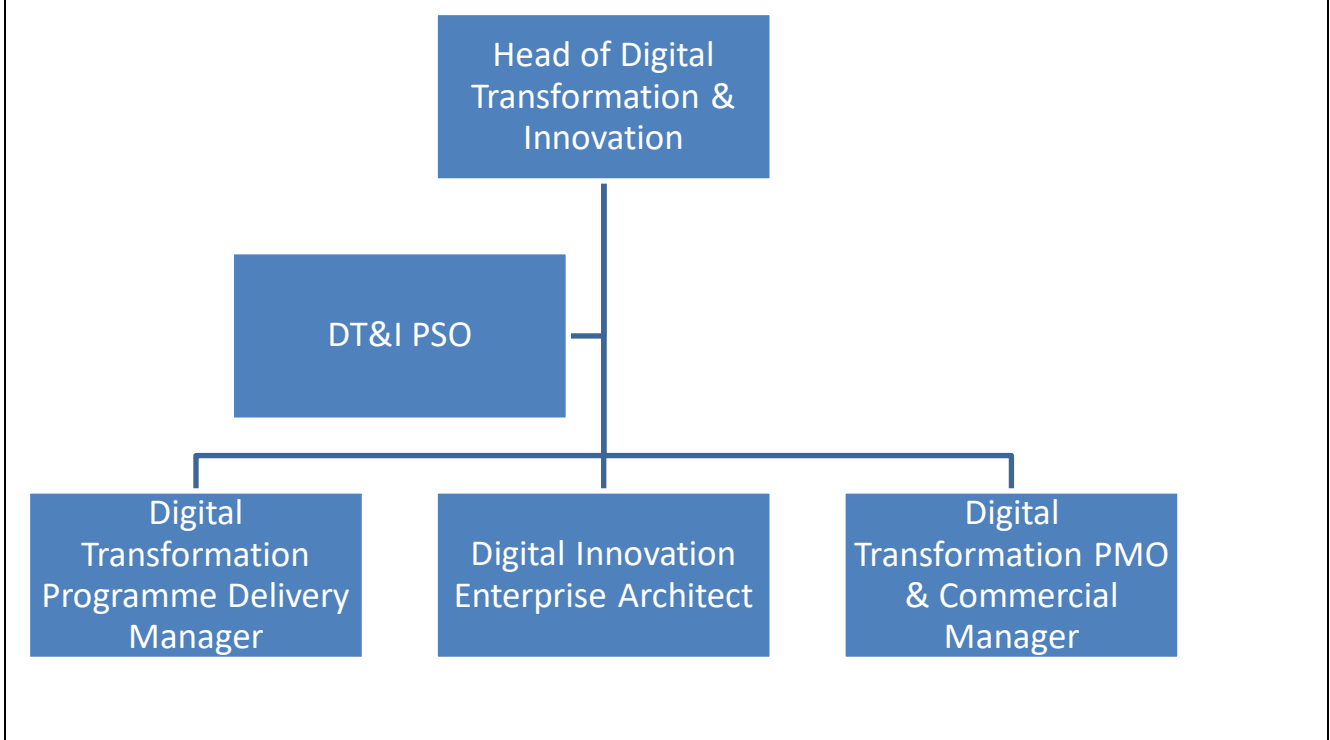 Head of Digital
Transformation &
Innovation
DT&I PSO
Digital
Transformation
Programme Delivery
Manager
Digital Innovation
Enterprise Architect
Digital
Transformation PMO
& Commercial
Manager